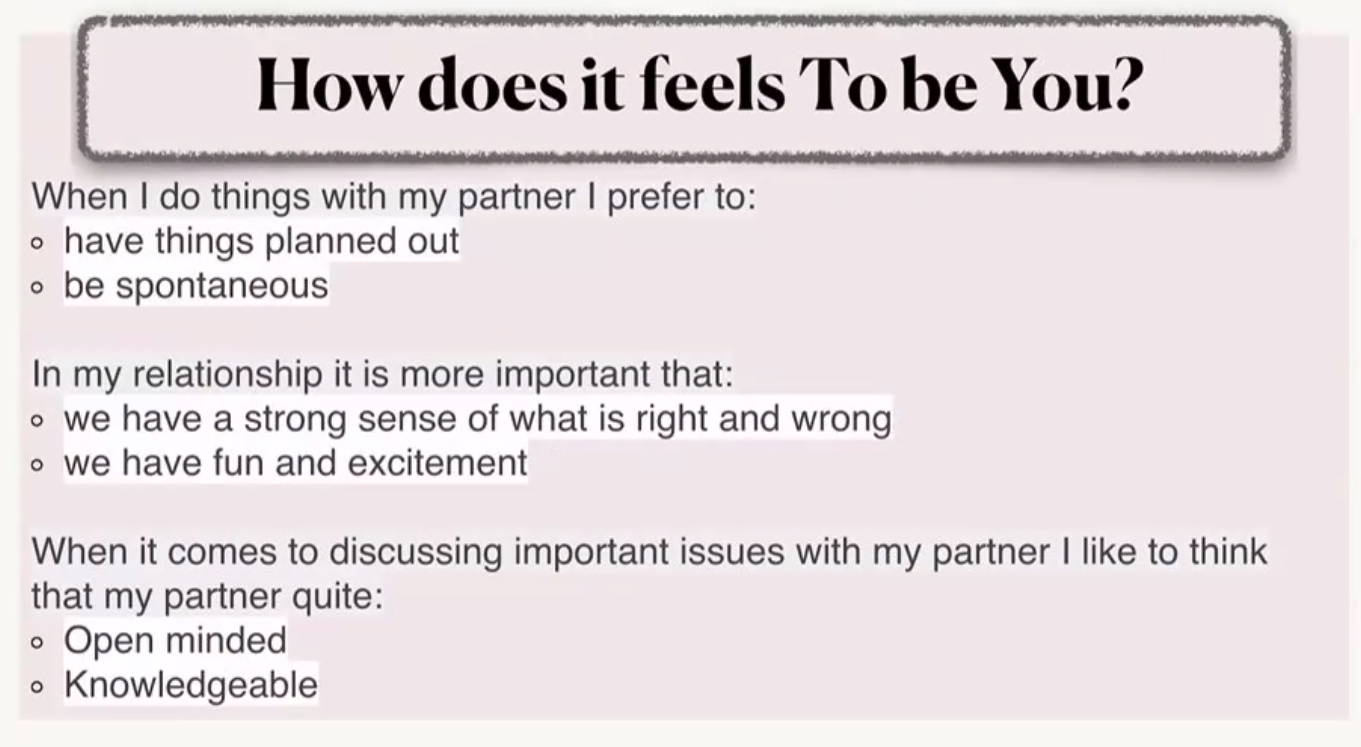 How does it feels To be You?
When I do things with my partner I prefer to:
∘ have things planned out
∘ be spontaneous
In my relationship it is more important that:
∘ we have a strong sense of what is right and wrong
∘ we have fun and excitement
When it comes to discussing important issues with my partner I like to think
that my partner quite:
∘ Open minded
∘ Knowledgeable